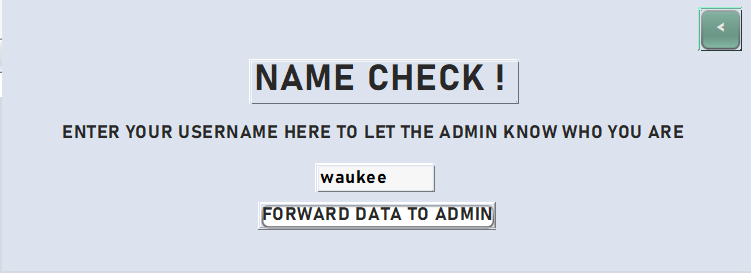 <
NAME CHECK !
ENTER YOUR USERNAME HERE TO LET THE ADMIN KNOW WHO YOU ARE
waukee
FORWARD DATA TO ADMIN